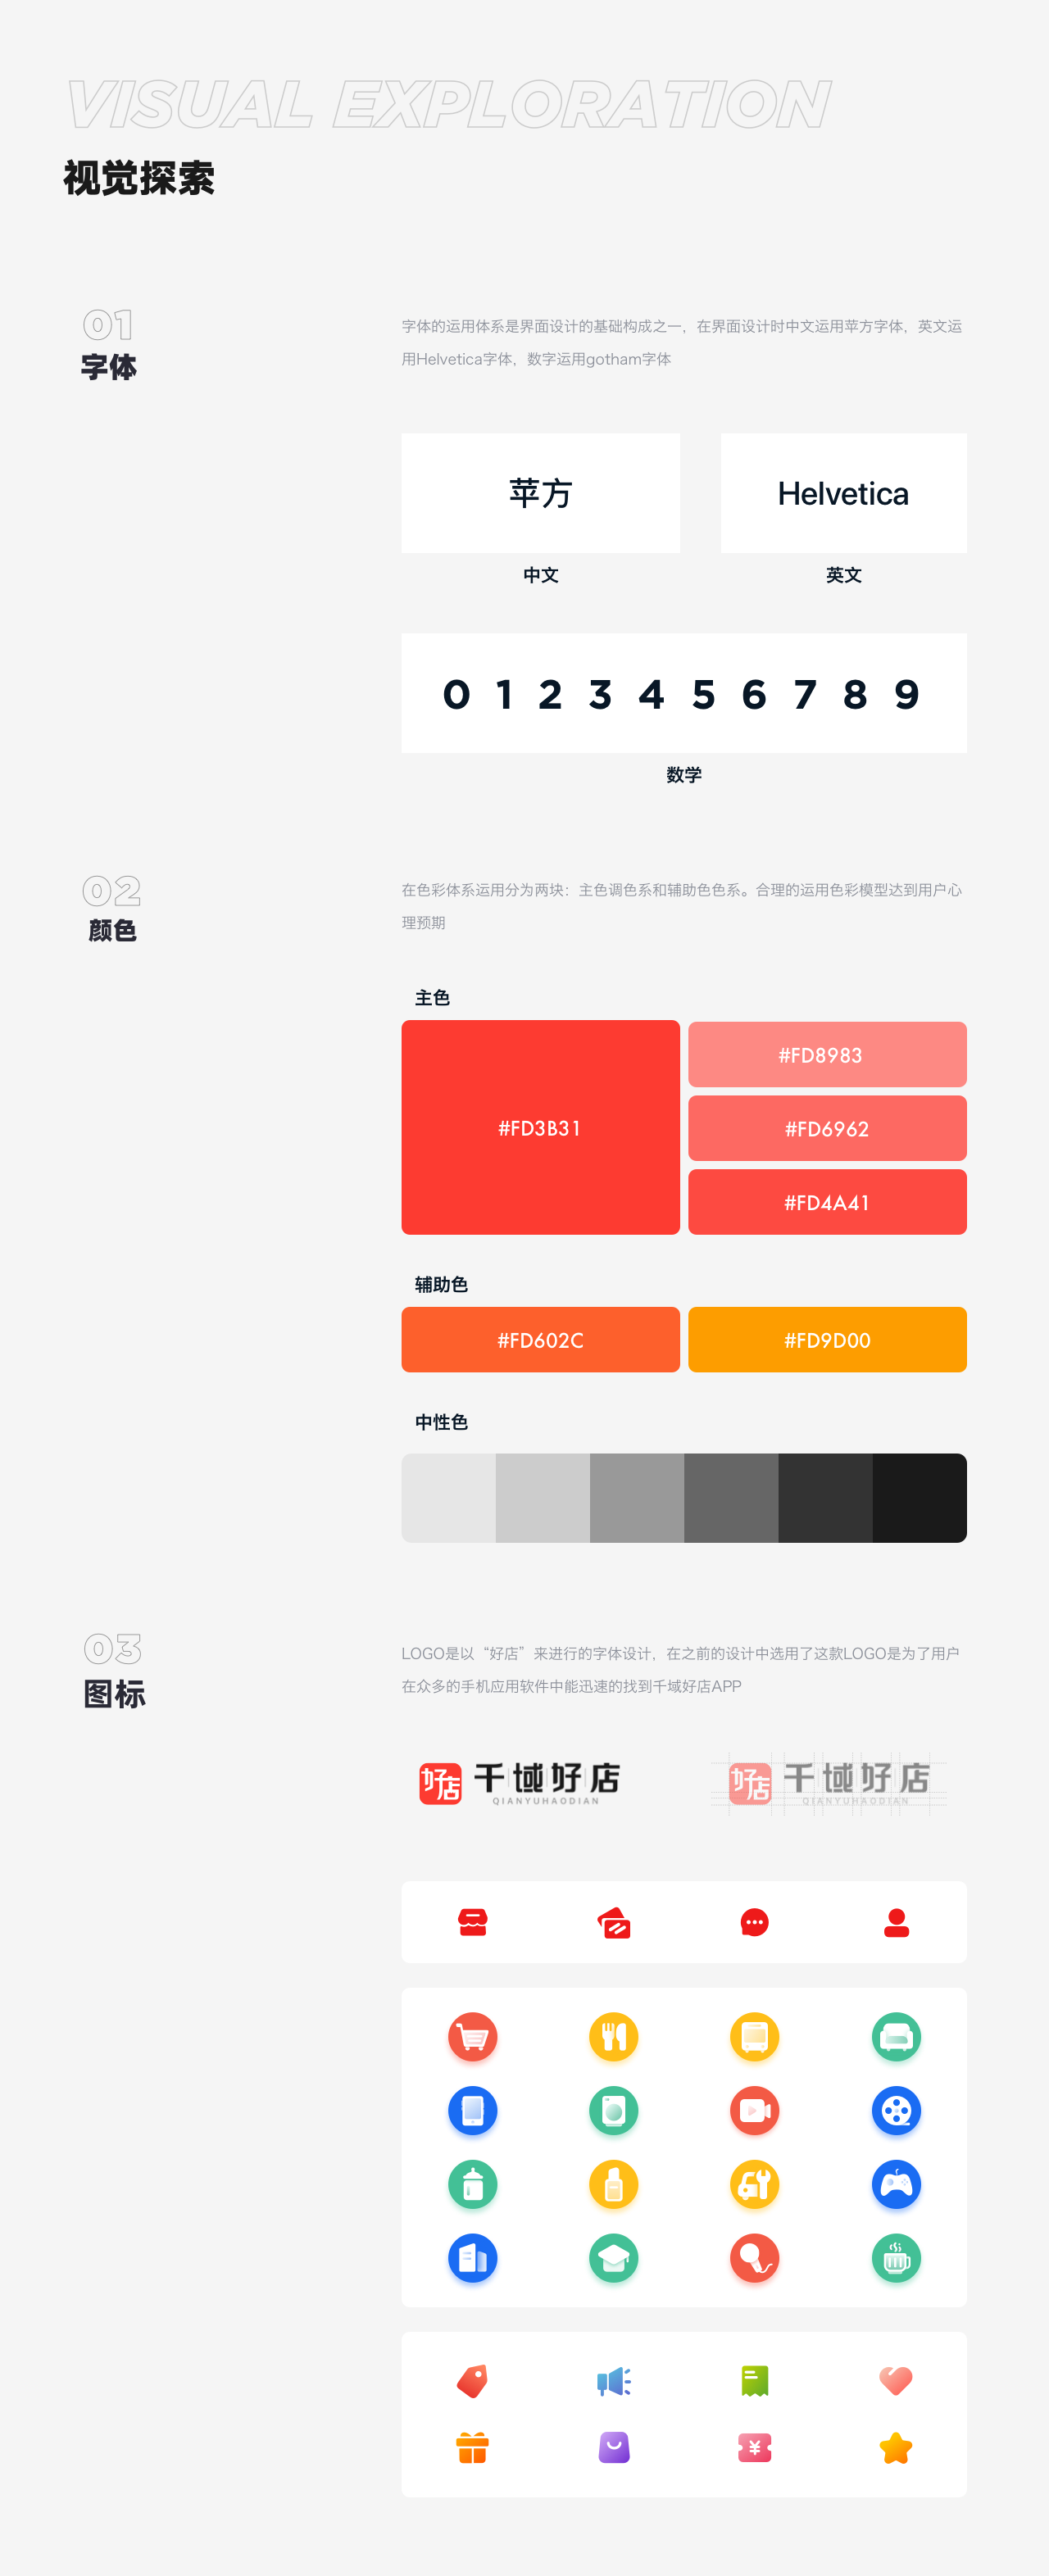 VISUAL EXPLORATION
视觉探索
01
字体
字体的运用体系是界面设计的基础构成之一，在界面设计时中文运用苹方字体，英文运
用Helvetica字体，数字运用gotham字体
苹方
Helvetica
中文
英文
0 1 2 3 4 5 6 7 8 9
数学
02
颜色
在色彩体系运用分为两块：主色调色系和辅助色色系。合理的运用色彩模型达到用户心
理预期
主色
#FD3B31
#FD8983
#FD6962
#FD4A41
辅助色
#FD602C
#FD9D00
中性色
03
图标
LOGO是以“好店”来进行的字体设计，在之前的设计中选用了这款LOGO是为了用户
在众多的手机应用软件中能迅速的找到千域好店APP
好店
千域好店
QIANYUHAODIAN
好店
千域好店
QIANYUHAODIAN
¥